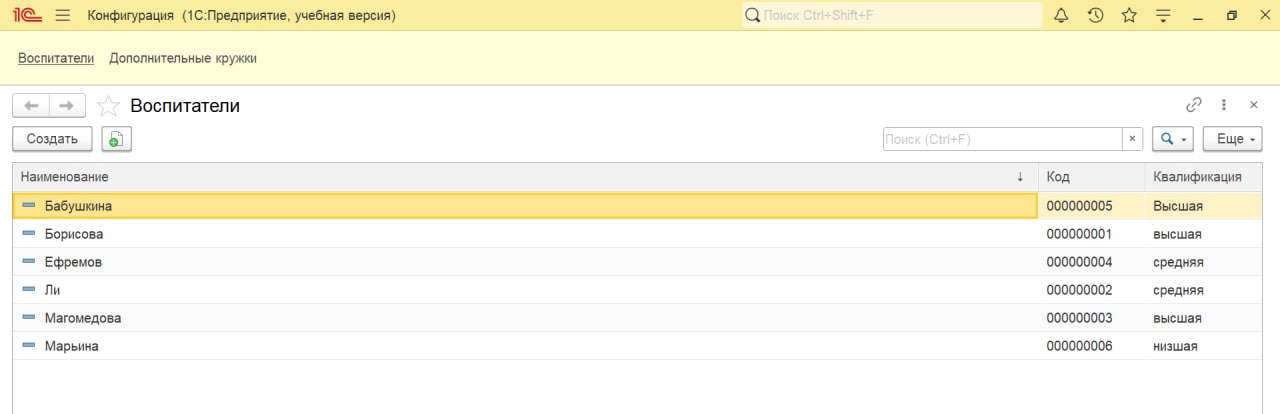 1С Конфигурация (1С:Предприятие, учебная версия) Поиск Ctrl+Shift+F
Воспитатели Дополнительные кружки
Воспитатели
Создать Поиск (Ctrl+F) × Еще
Наименование ↓ Код Квалификация
Бабушкина 000000005 Высшая
Борисова 000000001 высшая
Ефремов 000000004 средняя
Ли 000000002 средняя
Магомедова 000000003 высшая
Марьина 000000006 низшая